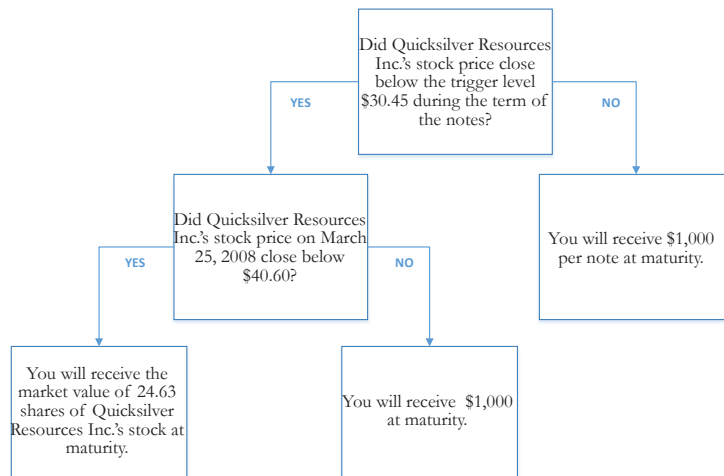 Did Quicksilver Resources
Inc.'s stock price close
below the trigger level
$30.45 during the term of
the notes?
YES
NO
Did Quicksilver Resources
Inc.'s stock price on March
25, 2008 close below
$40.60?
You will receive $1,000
per note at maturity.
YES
NO
You will receive the
market value of 24.63
shares of Quicksilver
Resources Inc.'s stock at
maturity.
You will receive $1,000
at maturity.